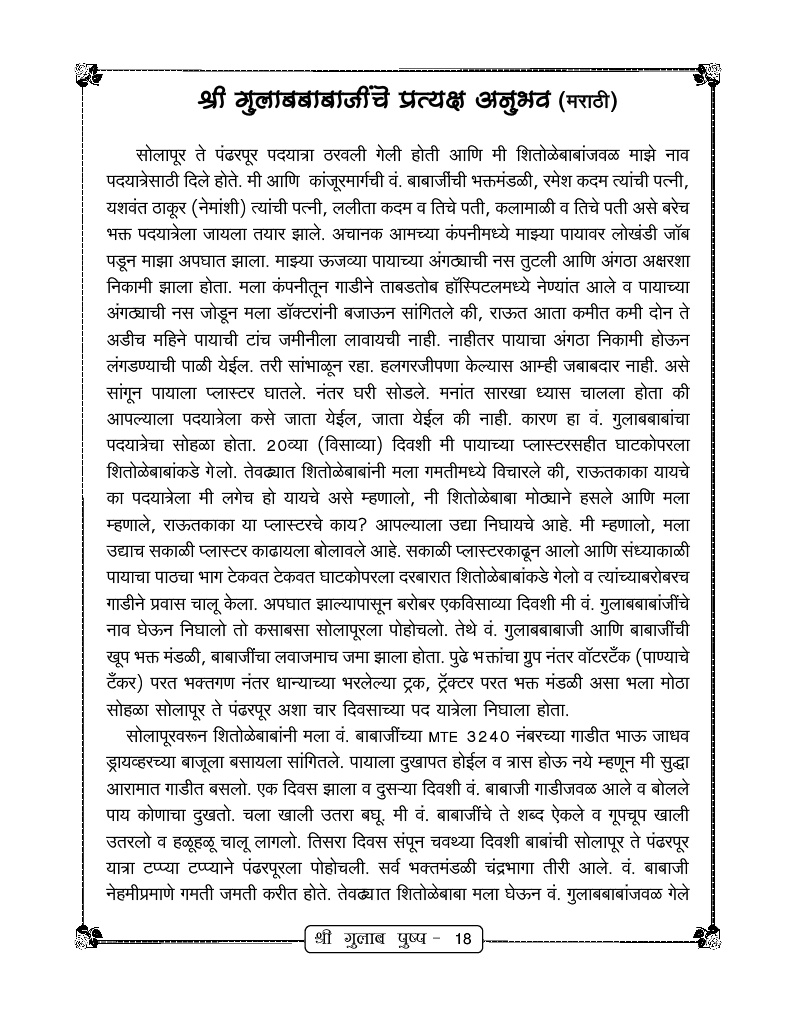 श्री गुलाबबाबाजींचे प्रत्यक्ष अनुभव (मराठी)
सोलापूर ते पंढरपूर पदयात्रा ठरवली गेली होती आणि मी शितोळेबाबांजवळ माझे नाव
पदयात्रेसाठी दिले होते. मी आणि कांजूरमार्गची वं. बाबाजींची भक्तमंडळी, रमेश कदम त्यांची पत्नी,
यशवंत ठाकूर (नेमांशी) त्यांची पत्नी, ललीता कदम व तिचे पती, कलामाळी व तिचे पती असे बरेच
भक्त पदयात्रेला जायला तयार झाले. अचानक आमच्या कंपनीमध्ये माझ्या पायावर लोखंडी जॉब
पडून माझा अपघात झाला. माझ्या ऊजव्या पायाच्या अंगठ्याची नस तुटली आणि अंगठा अक्षरशा
निकामी झाला होता. मला कंपनीतून गाडीने ताबडतोब हॉस्पिटलमध्ये नेण्यांत आले व पायाच्या
अंगठ्याची नस जोडून मला डॉक्टरांनी बजाऊन सांगितले की, राऊत आता कमीत कमी दोन ते
अडीच महिने पायाची टांच जमीनीला लावायची नाही. नाहीतर पायाचा अंगठा निकामी होऊन
लंगडण्याची पाळी येईल. तरी सांभाळून रहा. हलगरजीपणा केल्यास आम्ही जबाबदार नाही. असे
सांगून पायाला प्लास्टर घातले. नंतर घरी सोडले. मनांत सारखा ध्यास चालला होता की
आपल्याला पदयात्रेला कसे जाता येईल, जाता येईल की नाही. कारण हा वं. गुलाबबाबांचा
पदयात्रेचा सोहळा होता. 20व्या (विसाव्या) दिवशी मी पायाच्या प्लास्टरसहीत घाटकोपरला
शितोळेबाबांकडे गेलो. तेवढ्यात शितोळेबाबांनी मला गमतीमध्ये विचारले की, राऊतकाका यायचे
का पदयात्रेला मी लगेच हो यायचे असे म्हणालो, नी शितोळेबाबा मोठ्याने हसले आणि मला
म्हणाले, राऊतकाका या प्लास्टरचे काय? आपल्याला उद्या निघायचे आहे. मी म्हणालो, मला
उद्याच सकाळी प्लास्टर काढायला बोलावले आहे. सकाळी प्लास्टरकाढून आलो आणि संध्याकाळी
पायाचा पाठचा भाग टेकवत टेकवत घाटकोपरला दरबारात शितोळेबाबांकडे गेलो व त्यांच्याबरोबरच
गाडीने प्रवास चालू केला. अपघात झाल्यापासून बरोबर एकविसाव्या दिवशी मी वं. गुलाबबाबांजींचे
नाव घेऊन निघालो तो कसाबसा सोलापूरला पोहोचलो. तेथे वं. गुलाबबाबाजी आणि बाबाजींची
खूप भक्त मंडळी, बाबाजींचा लवाजमाच जमा झाला होता. पुढे भक्तांचा ग्रुप नंतर वॉटरटँक (पाण्याचे
टँकर) परत भक्तगण नंतर धान्याच्या भरलेल्या ट्रक, ट्रॅक्टर परत भक्त मंडळी असा भला मोठा
सोहळा सोलापूर ते पंढरपूर अशा चार दिवसाच्या पद यात्रेला निघाला होता.
सोलापूरवरून शितोळेबाबांनी मला वं. बाबाजींच्या MTE 3240 नंबरच्या गाडीत भाऊ जाधव
ड्रायव्हरच्या बाजूला बसायला सांगितले. पायाला दुखापत होईल व त्रास होऊ नये म्हणून मी सुद्धा
आरामात गाडीत बसलो. एक दिवस झाला व दुसऱ्या दिवशी वं. बाबाजी गाडीजवळ आले व बोलले
पाय कोणाचा दुखतो. चला खाली उतरा बघू. मी वं. बाबाजींचे ते शब्द ऐकले व गूपचूप खाली
उतरलो व हळूहळू चालू लागलो. तिसरा दिवस संपून चवथ्या दिवशी बाबांची सोलापूर ते पंढरपूर
यात्रा टप्प्या टप्प्याने पंढरपूरला पोहोचली. सर्व भक्तमंडळी चंद्रभागा तीरी आले. वं. बाबाजी
नेहमीप्रमाणे गमती जमती करीत होते. तेवढ्यात शितोळेबाबा मला घेऊन वं. गुलाबबाबांजवळ गेले
श्री गुलाब पुष्प - 18